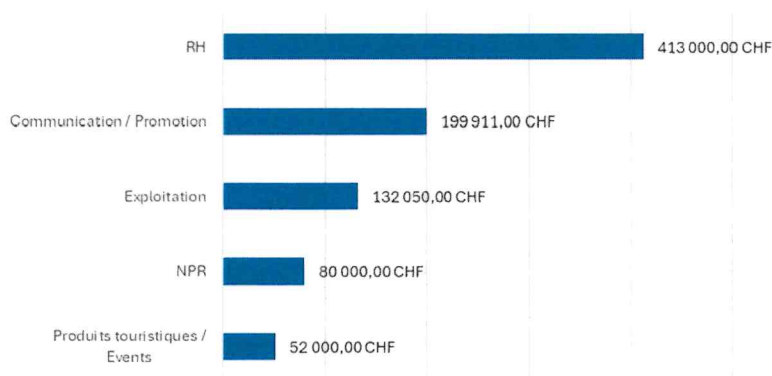 RH
413 000,00 CHF
Communication / Promotion
199 911,00 CHF
Exploitation
132 050,00 CHF
NPR
80 000,00 CHF
Produits touristiques /
Events
52 000,00 CHF